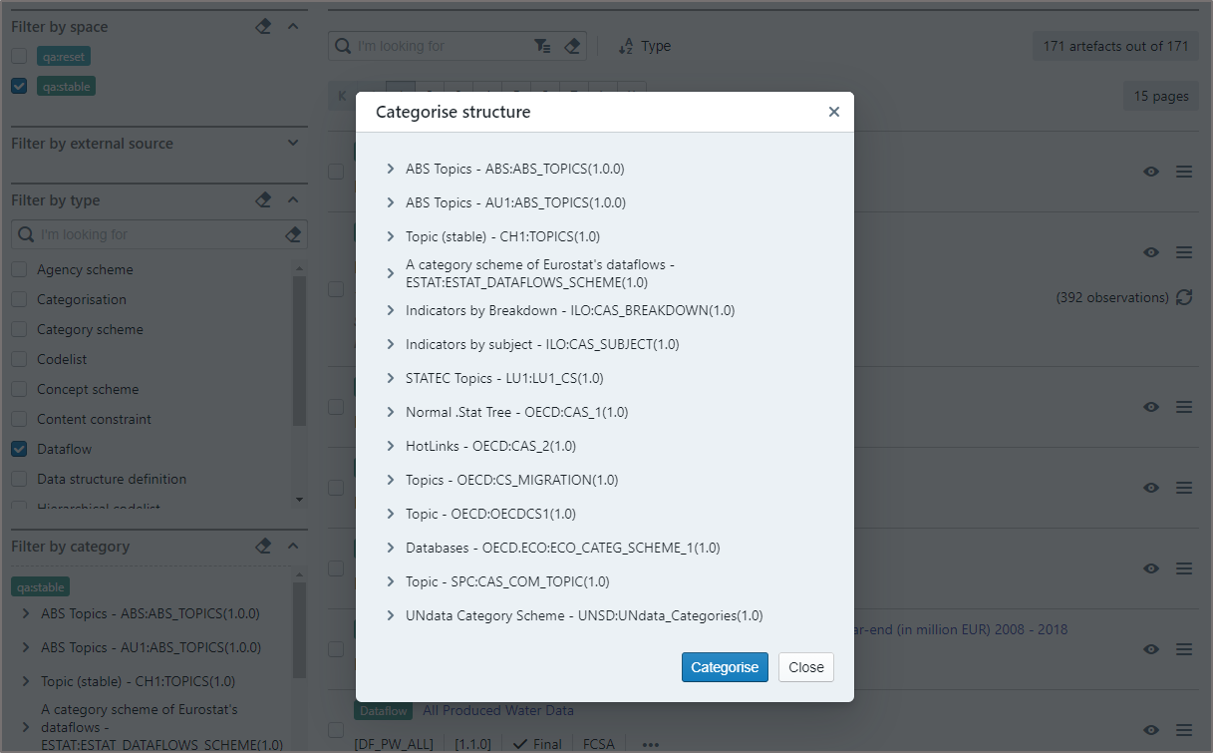 Filter by space
qa:reset
qa:stable
Filter by external source
Filter by type
I'm looking for
Agency scheme
Categorisation
Category scheme
Codelist
Concept scheme
Content constraint
Dataflow
Data structure definition
Hierarchical codelist
Filter by category
qa:stable
ABS Topics - ABS:ABS_TOPICS(1.0.0)
ABS Topics - AU1:ABS_TOPICS(1.0.0)
Topic (stable) - CH1:TOPICS(1.0)
A category scheme of Eurostat's
dataflows -
ESTAT:ESTAT_DATAFLOWS_SCHEME(1.0)
I'm looking for
Type
171 artefacts out of 171
15 pages
(392 observations)
Categorise structure
ABS Topics - ABS:ABS_TOPICS(1.0.0)
ABS Topics - AU1:ABS_TOPICS(1.0.0)
Topic (stable) - CH1:TOPICS(1.0)
A category scheme of Eurostat's dataflows -
ESTAT:ESTAT_DATAFLOWS_SCHEME(1.0)
Indicators by Breakdown - ILO:CAS_BREAKDOWN(1.0)
Indicators by subject - ILO:CAS_SUBJECT(1.0)
STATEC Topics - LU1:LU1_CS(1.0)
Normal .Stat Tree - OECD:CAS_1(1.0)
HotLinks - OECD:CAS_2(1.0)
Topics - OECD:CS_MIGRATION(1.0)
Topic - OECD:OECDCS1(1.0)
Databases - OECD.ECO:ECO_CATEG_SCHEME_1(1.0)
Topic - SPC:CAS_COM_TOPIC(1.0)
UNdata Category Scheme - UNSD:UNdata_Categories(1.0)
Categorise
Close
ar-end (in million EUR) 2008 - 2018
Dataflow All Produced Water Data
[DF_PW_ALL] [1.1.0] Final FCSA